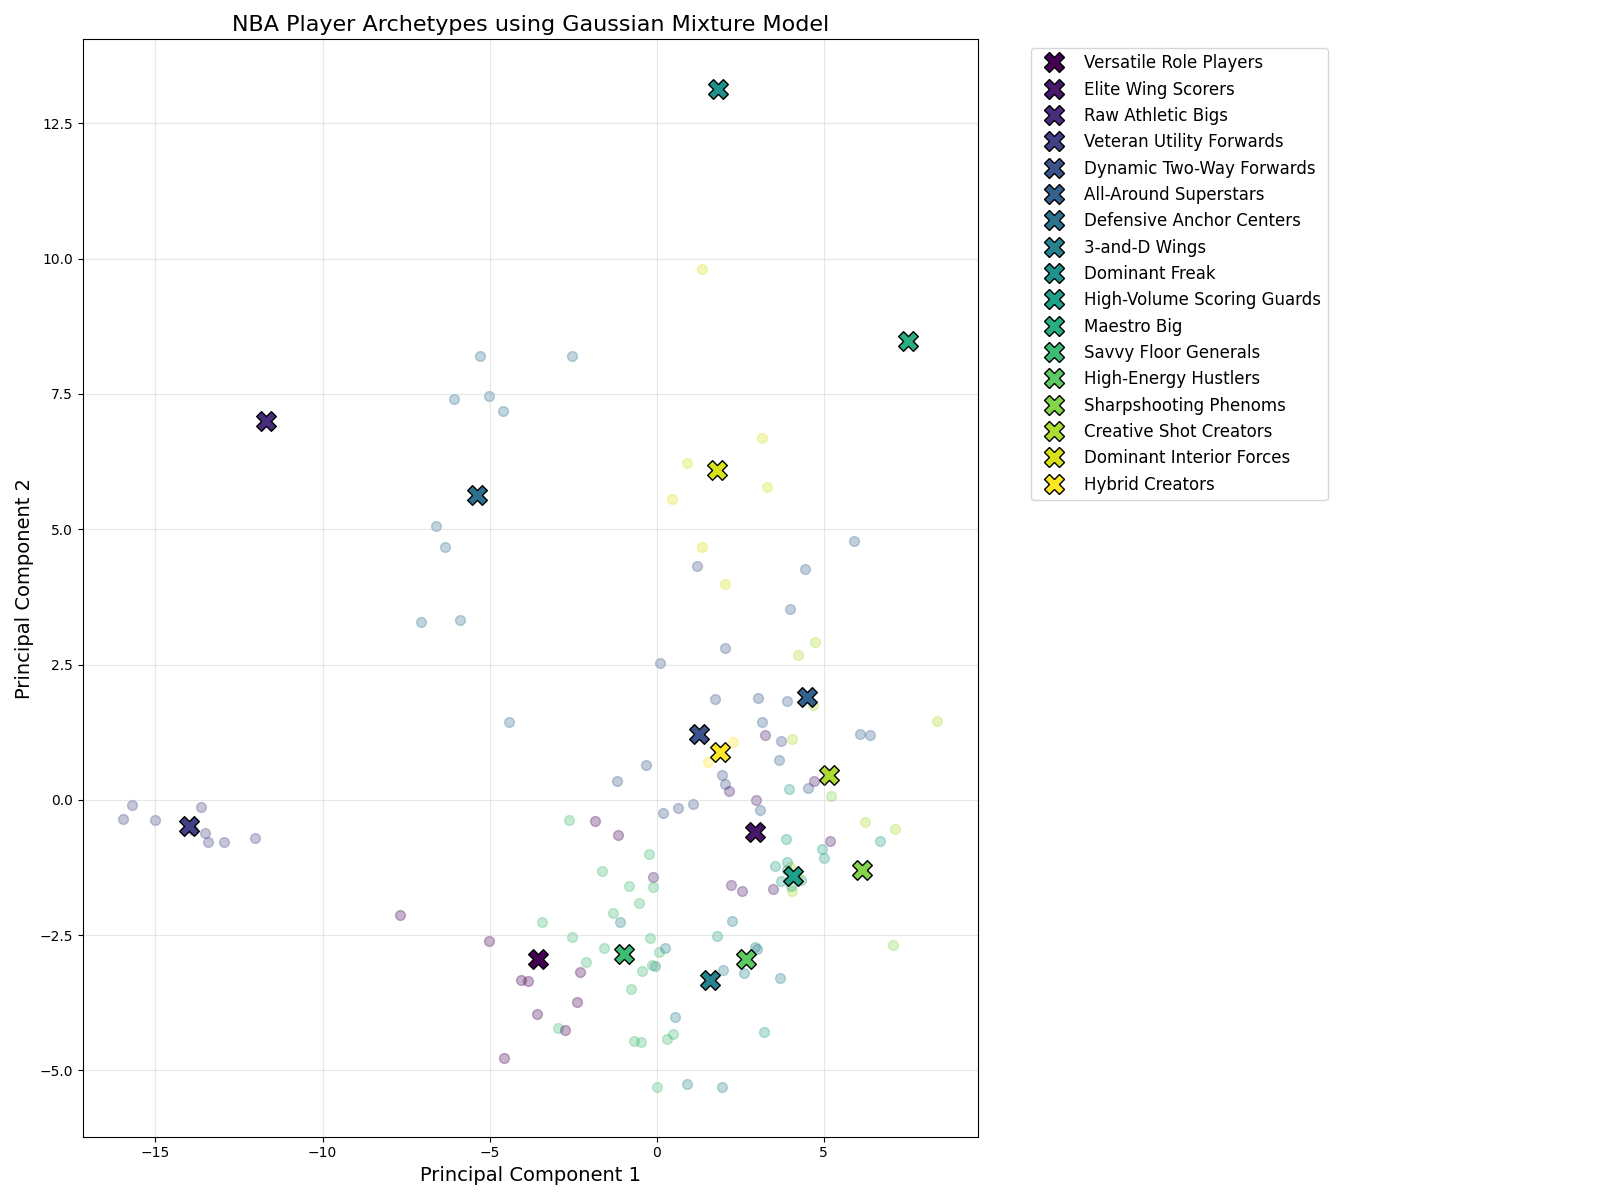 NBA Player Archetypes using Gaussian Mixture Model
12.5
10.0
7.5
5.0
2.5
0.0
−2.5
−5.0
Principal Component 2
−15
−10
−5
0
5
Principal Component 1
Versatile Role Players
Elite Wing Scorers
Raw Athletic Bigs
Veteran Utility Forwards
Dynamic Two-Way Forwards
All-Around Superstars
Defensive Anchor Centers
3-and-D Wings
Dominant Freak
High-Volume Scoring Guards
Maestro Big
Savvy Floor Generals
High-Energy Hustlers
Sharpshooting Phenoms
Creative Shot Creators
Dominant Interior Forces
Hybrid Creators